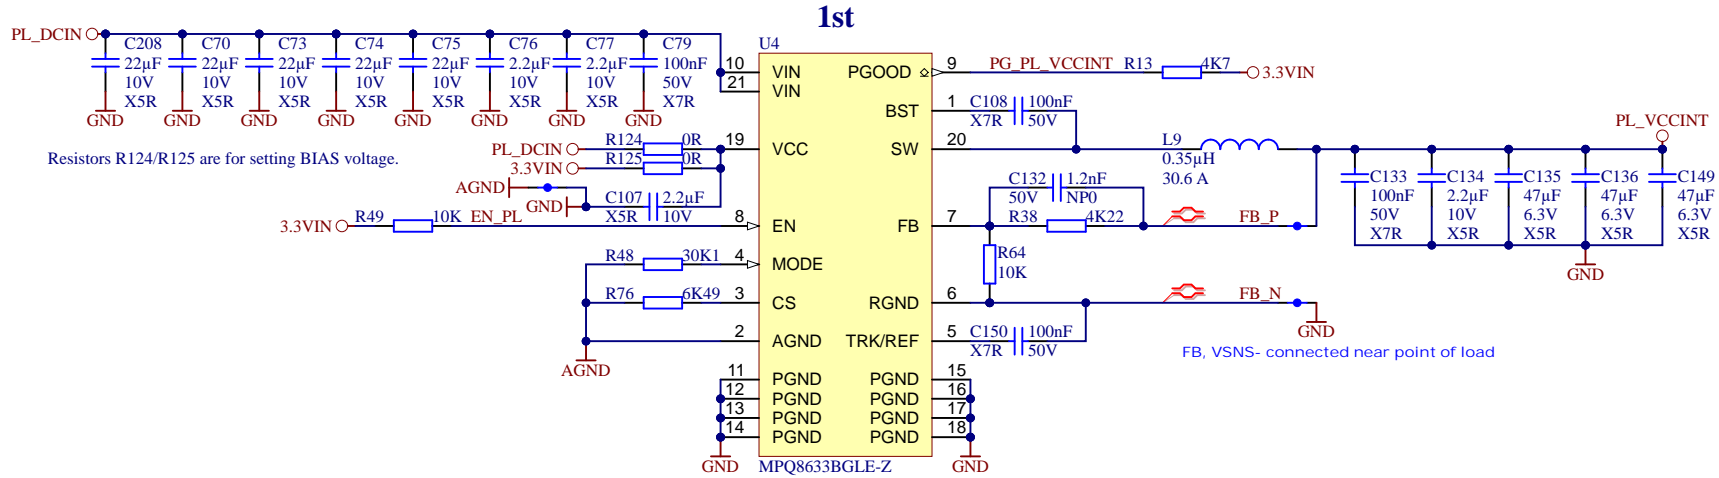 1st
PL_DCIN
C208
22µF
10V
X5R
GND
C70
22µF
10V
X5R
GND
C73
22µF
10V
X5R
GND
C74
22µF
10V
X5R
GND
C75
22µF
10V
X5R
GND
C76
2.2µF
10V
X5R
GND
C77
2.2µF
10V
X5R
GND
C79
100nF
50V
X7R
GND
Resistors R124/R125 are for setting BIAS voltage.
PL_DCIN
R124
0R
3.3VIN
R125
0R
AGND
GND
C107
2.2µF
X5R
10V
3.3VIN
R49
10K
EN_PL
R48
30K1
R76
6K49
AGND
U4
10
VIN
21
VIN
19
VCC
8
EN
4
MODE
3
CS
2
AGND
11
PGND
12
PGND
13
PGND
14
PGND
GND
PGOOD
9
BST
1
SW
20
FB
7
RGND
6
TRK/REF
5
PGND
15
PGND
16
PGND
17
PGND
18
GND
MPQ8633BGLE-Z
PG_PL_VCCINT
R13
4K7
3.3VIN
C108
100nF
X7R
50V
L9
0.35µH
30.6 A
C132
1.2nF
50V
NP0
R38
4K22
FB_P
R64
10K
FB_N
GND
C150
100nF
X7R
50V
FB, VSNS- connected near point of load
PL_VCCINT
C133
100nF
50V
X7R
C134
2.2µF
10V
X5R
C135
47µF
6.3V
X5R
C136
47µF
6.3V
X5R
C149
47µF
6.3V
X5R
GND